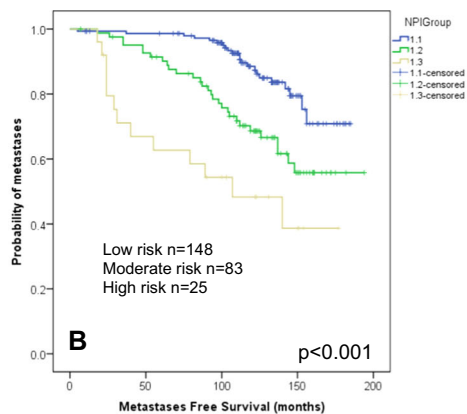 NPIGroup
1.1
1.2
1.3
1.1-censored
1.2-censored
1.3-censored
Probability of metastases
1.0
0.8
0.6
0.4
0.2
0.0
Low risk n=148
Moderate risk n=83
High risk n=25
B
p<0.001
0 50 100 150 200
Metastases Free Survival (months)